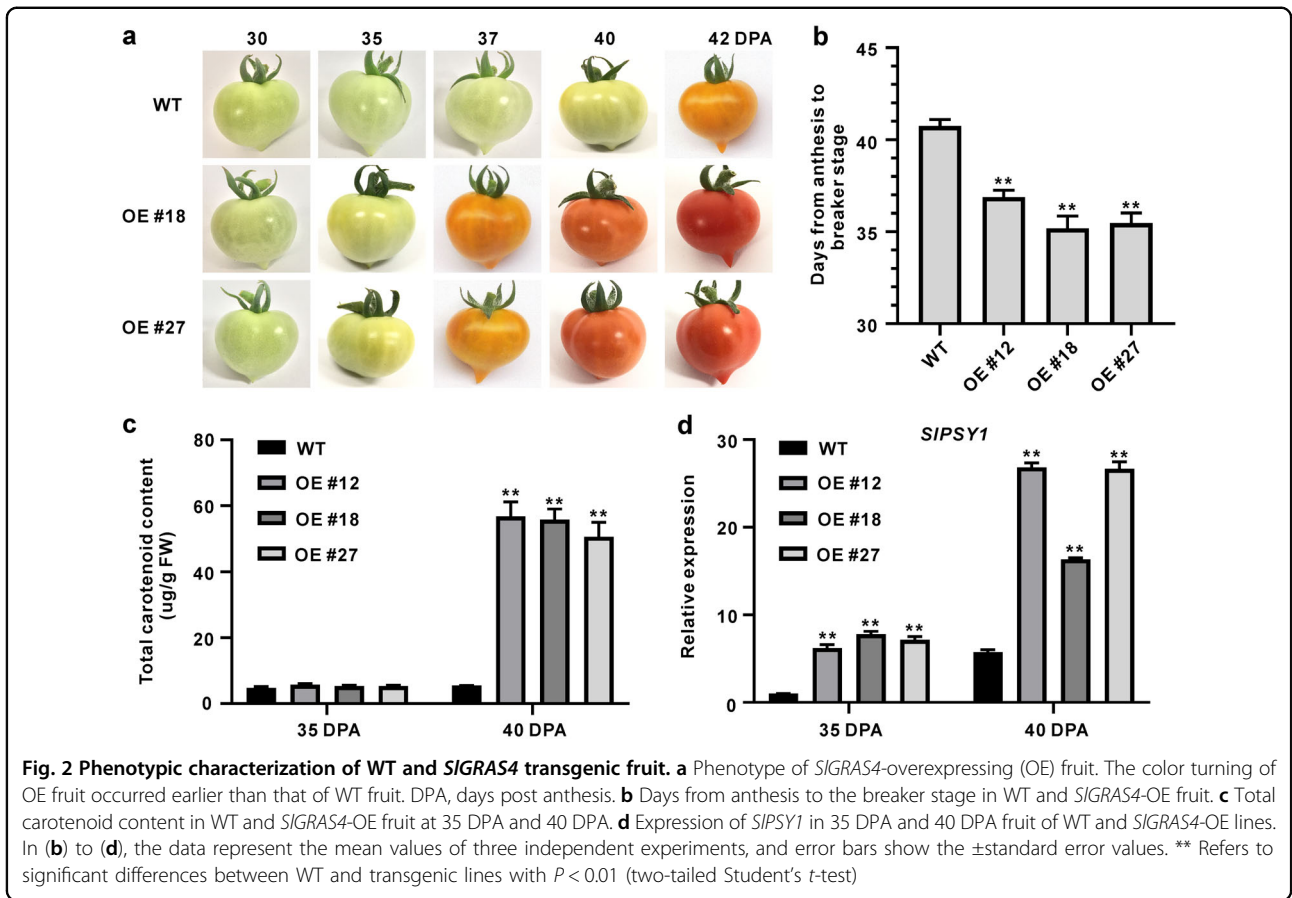 a
30 35 37 40 42 DPA
WT
OE #18
OE #27
b
Days from anthesis to
breaker stage
45
40
35
30
** ** **
WT OE #12 OE #18 OE #27
c
Total carotenoid content
(ug/g FW)
80
60
40
20
0
WT
OE #12
OE #18
OE #27
** ** **
35 DPA 40 DPA
d
SlPSY1
Relative expression
30
20
10
0
WT
OE #12
OE #18
OE #27
** ** **
** ** **
35 DPA 40 DPA
Fig. 2 Phenotypic characterization of WT and SlGRAS4 transgenic fruit. a Phenotype of SlGRAS4-overexpressing (OE) fruit. The color turning of
OE fruit occurred earlier than that of WT fruit. DPA, days post anthesis. b Days from anthesis to the breaker stage in WT and SlGRAS4-OE fruit. c Total
carotenoid content in WT and SlGRAS4-OE fruit at 35 DPA and 40 DPA. d Expression of SlPSY1 in 35 DPA and 40 DPA fruit of WT and SlGRAS4-OE lines.
In (b) to (d), the data represent the mean values of three independent experiments, and error bars show the ±standard error values. ** Refers to
significant differences between WT and transgenic lines with P < 0.01 (two-tailed Student's t-test)